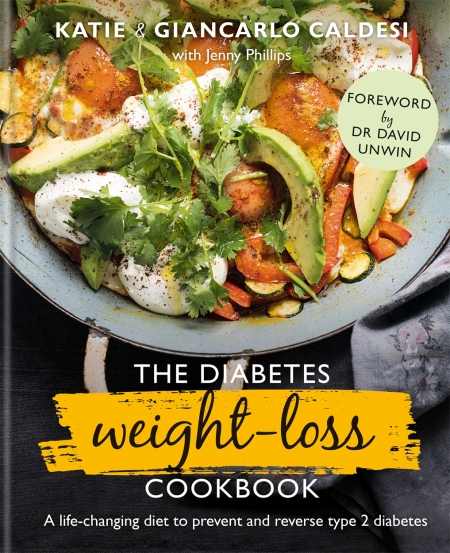 KATIE & GIANCARLO CALDESI
with Jenny Phillips
FOREWORD
by
DR DAVID
UNWIN
THE DIABETES
weight-loss
COOKBOOK
A life-changing diet to prevent and reverse type 2 diabetes